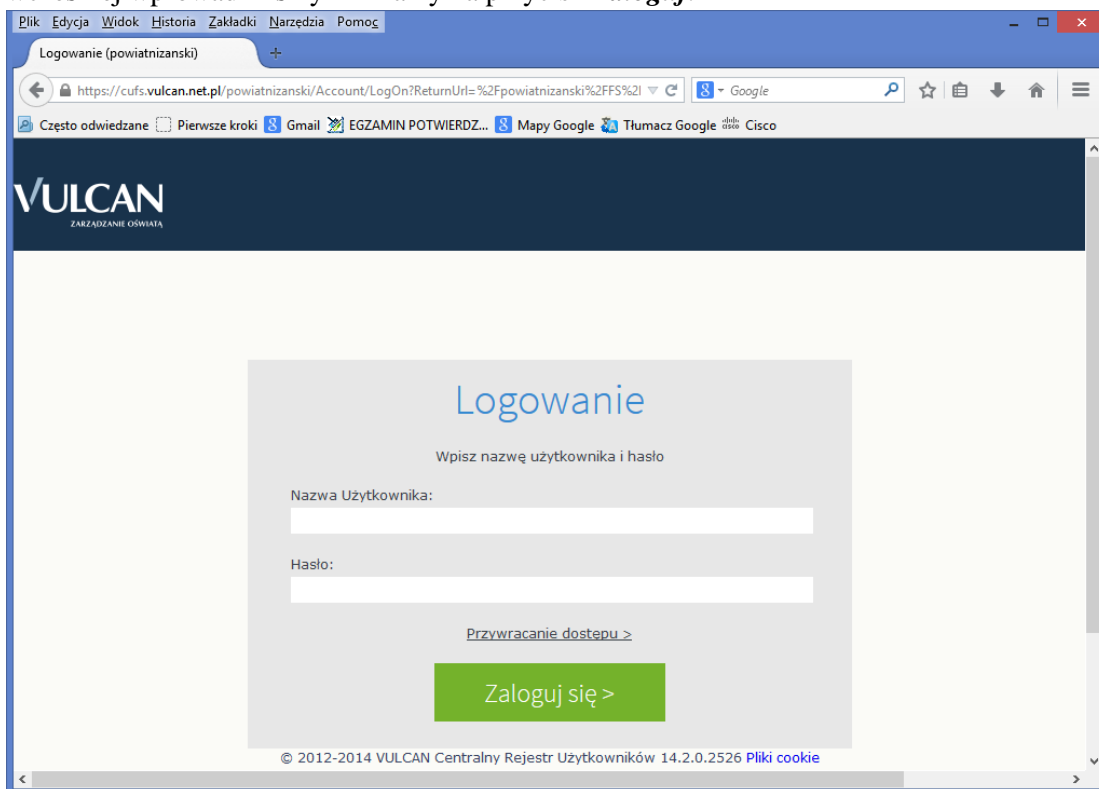 Plik Edycja Widok Historia Zakładki Narzędzia Pomoc
Logowanie (powiatnizanski)
https://cufs.vulcan.net.pl/powiatnizanski/Account/LogOn?ReturnUrl=%2Fpowiatnizanski%2FFS%2l Google
Często odwiedzane Pierwsze kroki Gmail EGZAMIN POTWIERDZ... Mapy Google Tłumacz Google Cisco
VULCAN
ZARZĄDZANIE OŚWIATĄ
Logowanie
Wpisz nazwę użytkownika i hasło
Nazwa Użytkownika:
Hasło:
Przywracanie dostępu >
Zaloguj się >
© 2012-2014 VULCAN Centralny Rejestr Użytkowników 14.2.0.2526 Pliki cookie